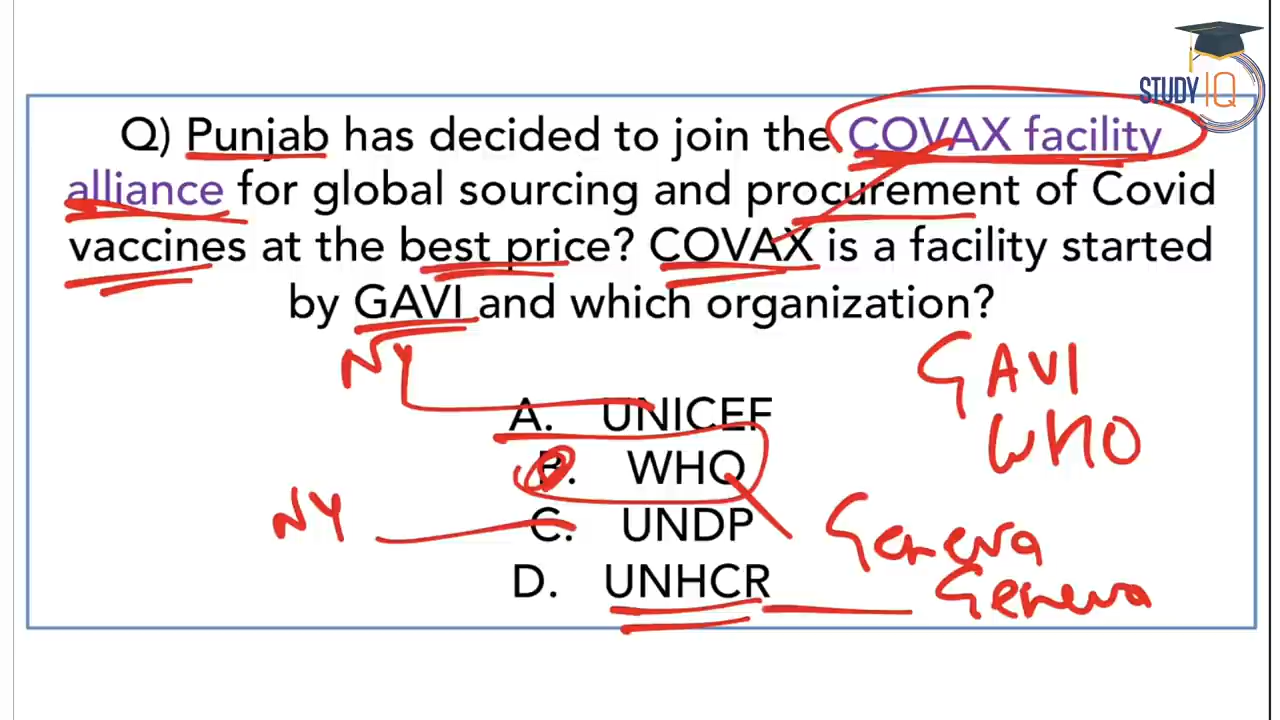 STUDY IQ
Q) Punjab has decided to join the COVAX facility
alliance for global sourcing and procurement of Covid
vaccines at the best price? COVAX is a facility started
by GAVI and which organization?
NY
GAVI
A. UNICEF
WHO
B. WHO
NY
C. UNDP
Geneva
D. UNHCR
Geneva